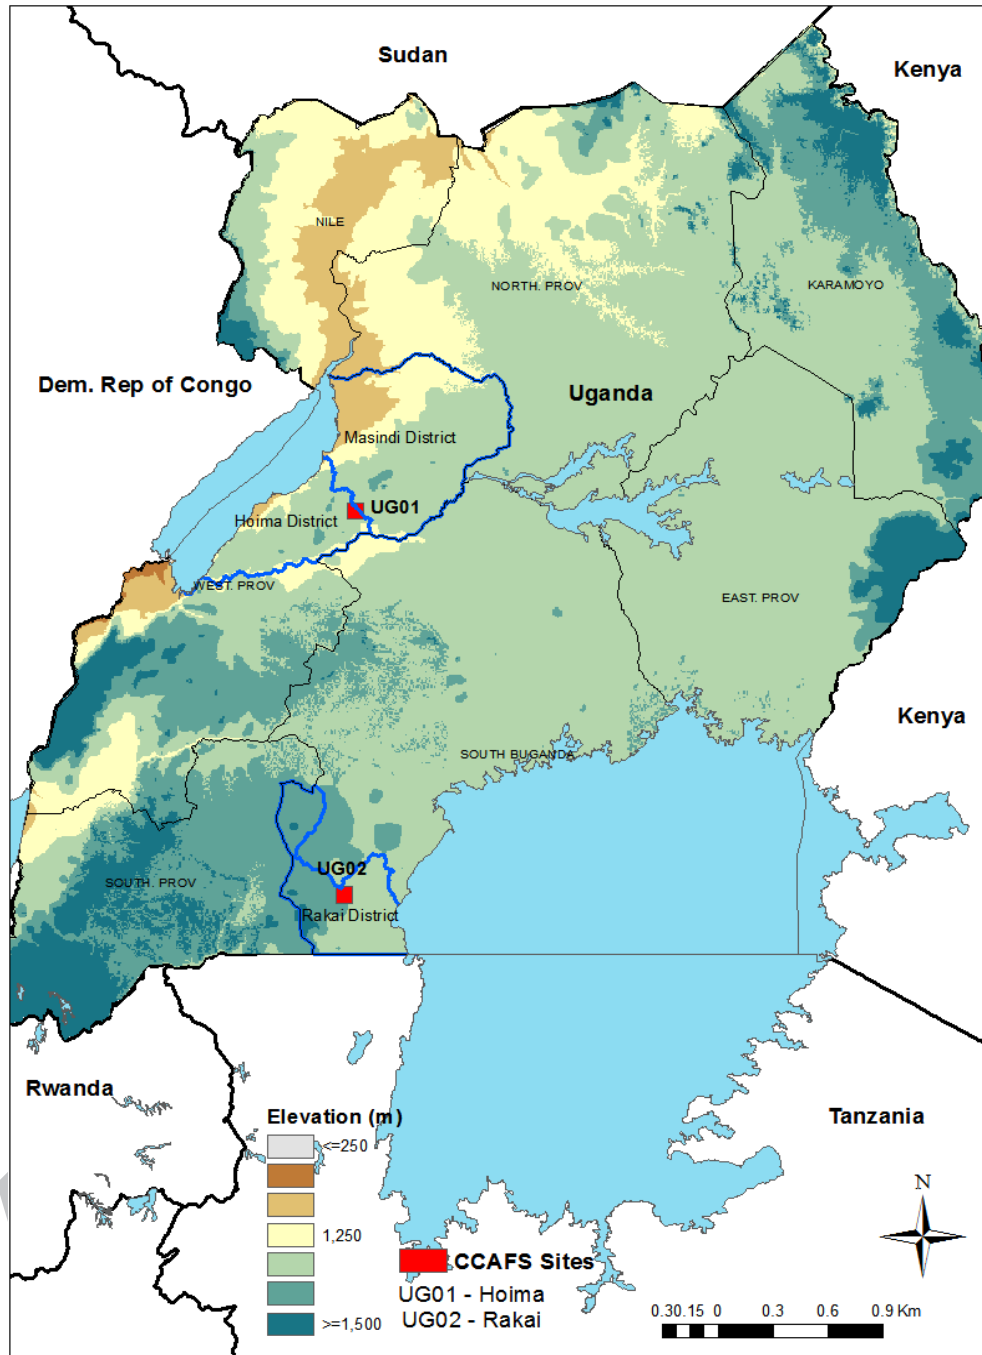 Sudan
Kenya
NILE
NORTH. PROV
KARAMOYO
Dem. Rep of Congo
Uganda
Masindi District
UG01
Hoima District
WEST. PROV
EAST. PROV
Kenya
SOUTH BUGANDA
UG02
SOUTH. PROV
Rakai District
Rwanda
Tanzania
Elevation (m)
<=250
1,250
>=1,500
CCAFS Sites
UG01 - Hoima
UG02 - Rakai
N
0.30.15 0 0.3 0.6 0.9 Km